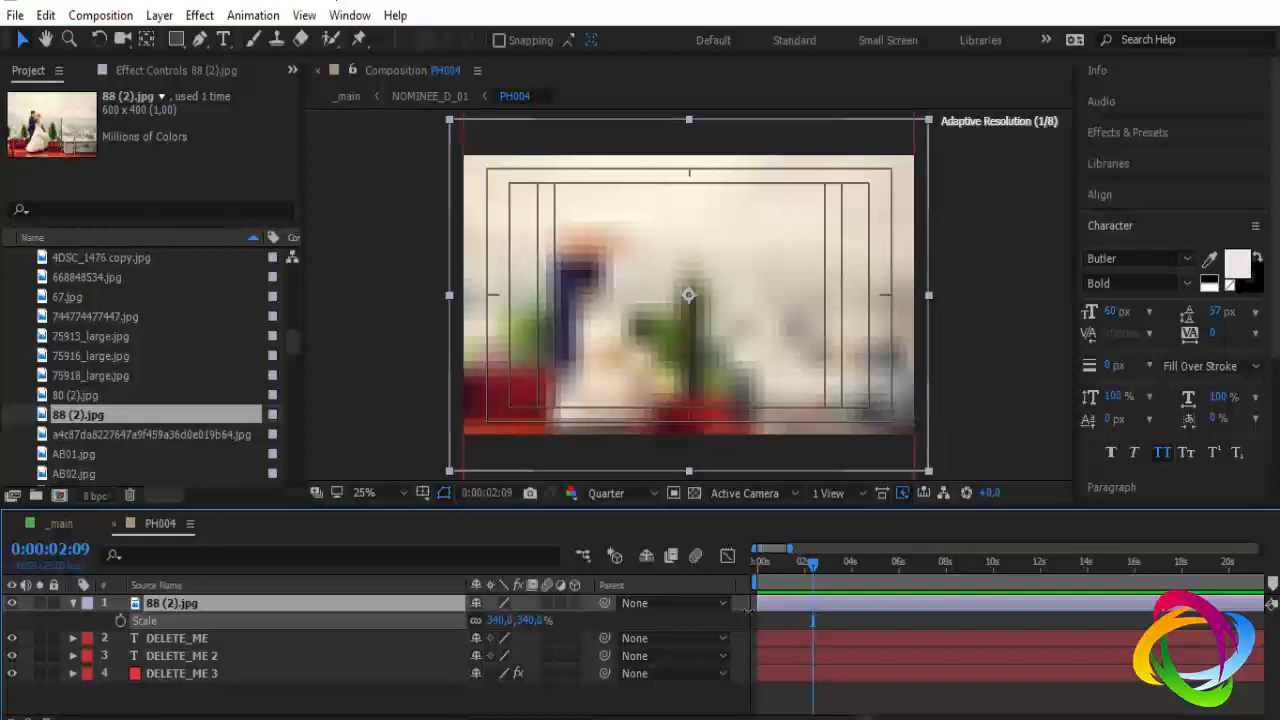 File Edit Composition Layer Effect Animation View Window Help
Snapping Default Standard Small Screen Libraries Search Help
Project Effect Controls 88 (2).jpg Composition PH004 Info
88 (2).jpg , used 1 time _main NOMINEE_D_01 PH004 Audio
600 x 400 (1,00) Adaptive Resolution (1/8)
Millions of Colors Effects & Presets
Libraries
Align
Character
Name
4DSC_1476 copy.jpg Butler
668848534.jpg Bold
67.jpg
744774477447.jpg 60 px 57 px
75913_large.jpg 0
75916_large.jpg 0 px Fill Over Stroke
75918_large.jpg
80 (2).jpg 100 % 100 %
88 (2).jpg 0 px 0 %
a4c87da8227647a9f459a36d0e019b64.jpg
AB01.jpg T T TT Tt T¹ T₁
AB02.jpg
8 bpc 25% 0:00:02:09 Quarter Active Camera 1 View +0,0 Paragraph
_main PH004
0:00:02:09
02s 04s 06s 08s 10s 12s 14s 16s 18s 20s
Source Name fx Parent
1 88 (2).jpg None
Scale 340,0,340,0 %
2 T DELETE_ME None
3 T DELETE_ME 2 None
4 DELETE_ME 3 fx None